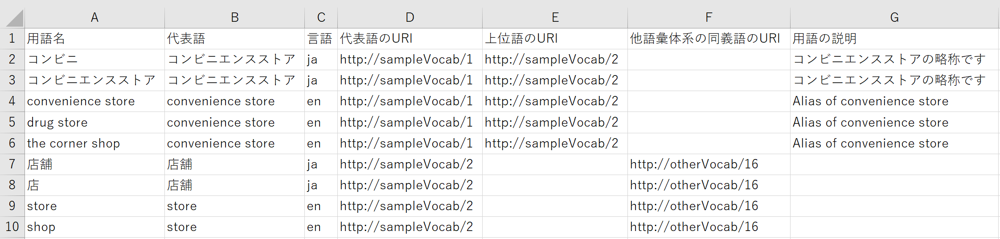 A B C D E F G
1 用語名 代表語 言語 代表語のURI 上位語のURI 他語彙体系の同義語のURI 用語の説明
2 コンビニ コンビニエンスストア ja http://sampleVocab/1 http://sampleVocab/2 コンビニエンスストアの略称です
3 コンビニエンスストア コンビニエンスストア ja http://sampleVocab/1 http://sampleVocab/2 コンビニエンスストアの略称です
4 convenience store convenience store en http://sampleVocab/1 http://sampleVocab/2 Alias of convenience store
5 drug store convenience store en http://sampleVocab/1 http://sampleVocab/2 Alias of convenience store
6 the corner shop convenience store en http://sampleVocab/1 http://sampleVocab/2 Alias of convenience store
7 店舗 店舗 ja http://sampleVocab/2 http://otherVocab/16
8 店 店舗 ja http://sampleVocab/2 http://otherVocab/16
9 store store en http://sampleVocab/2 http://otherVocab/16
10 shop store en http://sampleVocab/2 http://otherVocab/16